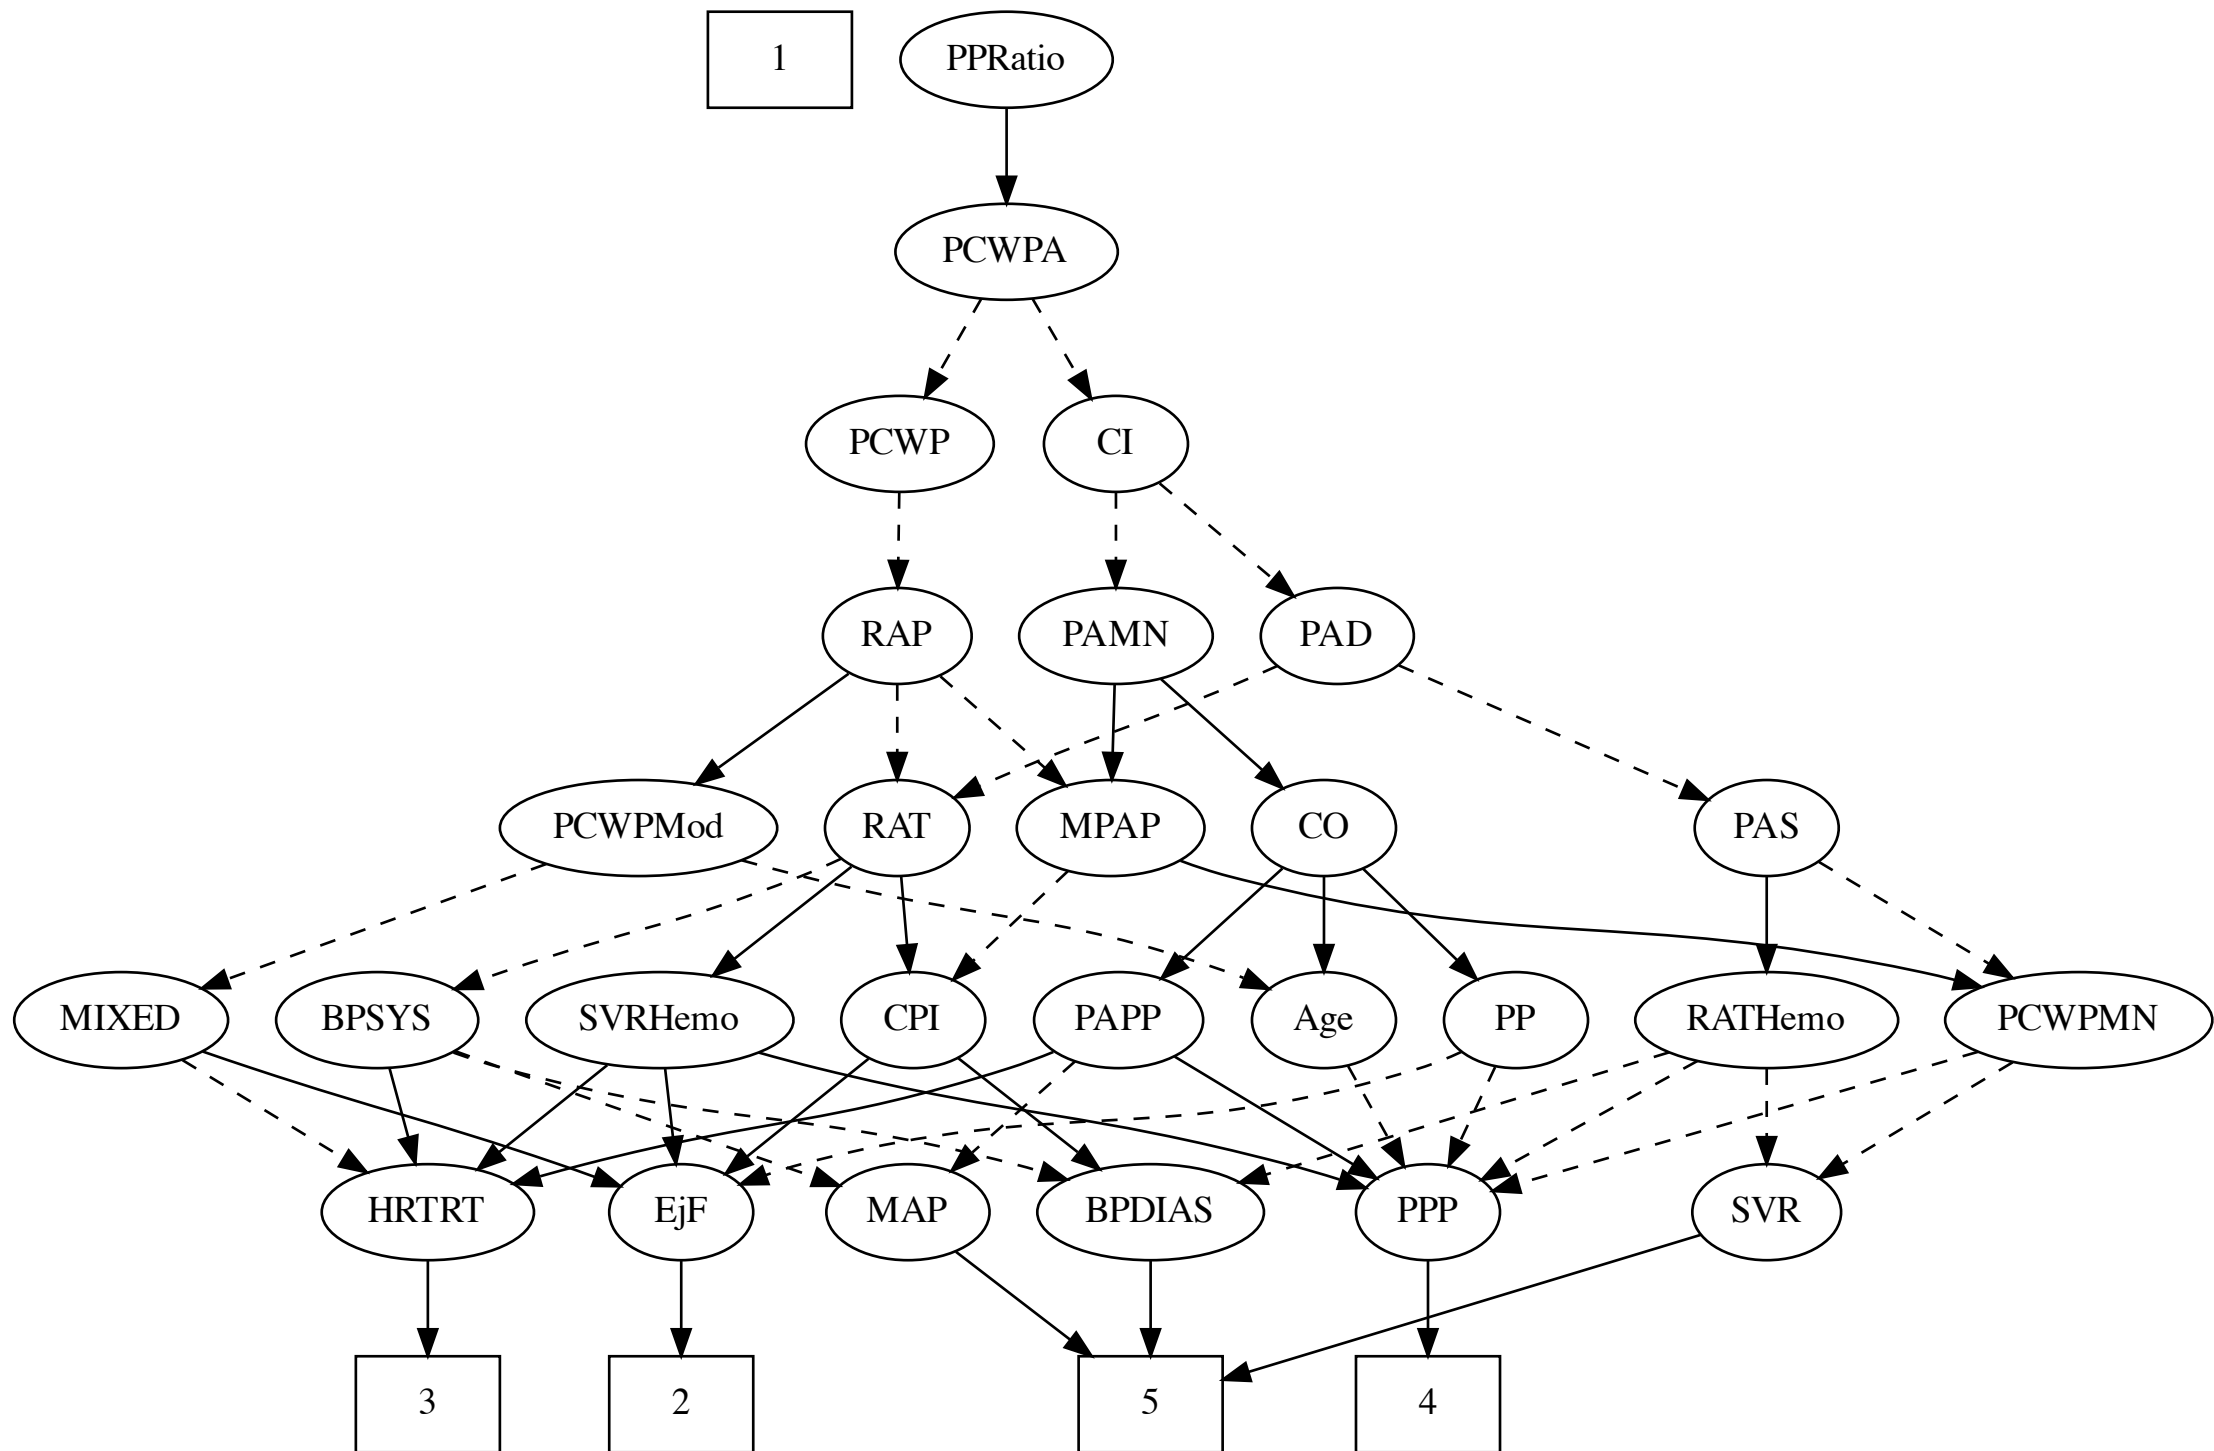 1
PPRatio
PCWPA
PCWP
CI
RAP
PAMN
PAD
PCWPMod
RAT
MPAP
CO
PAS
MIXED
BPSYS
SVRHemo
CPI
PAPP
Age
PP
RATHemo
PCWPMN
HRTRT
EjF
MAP
BPDIAS
PPP
SVR
3
2
5
4